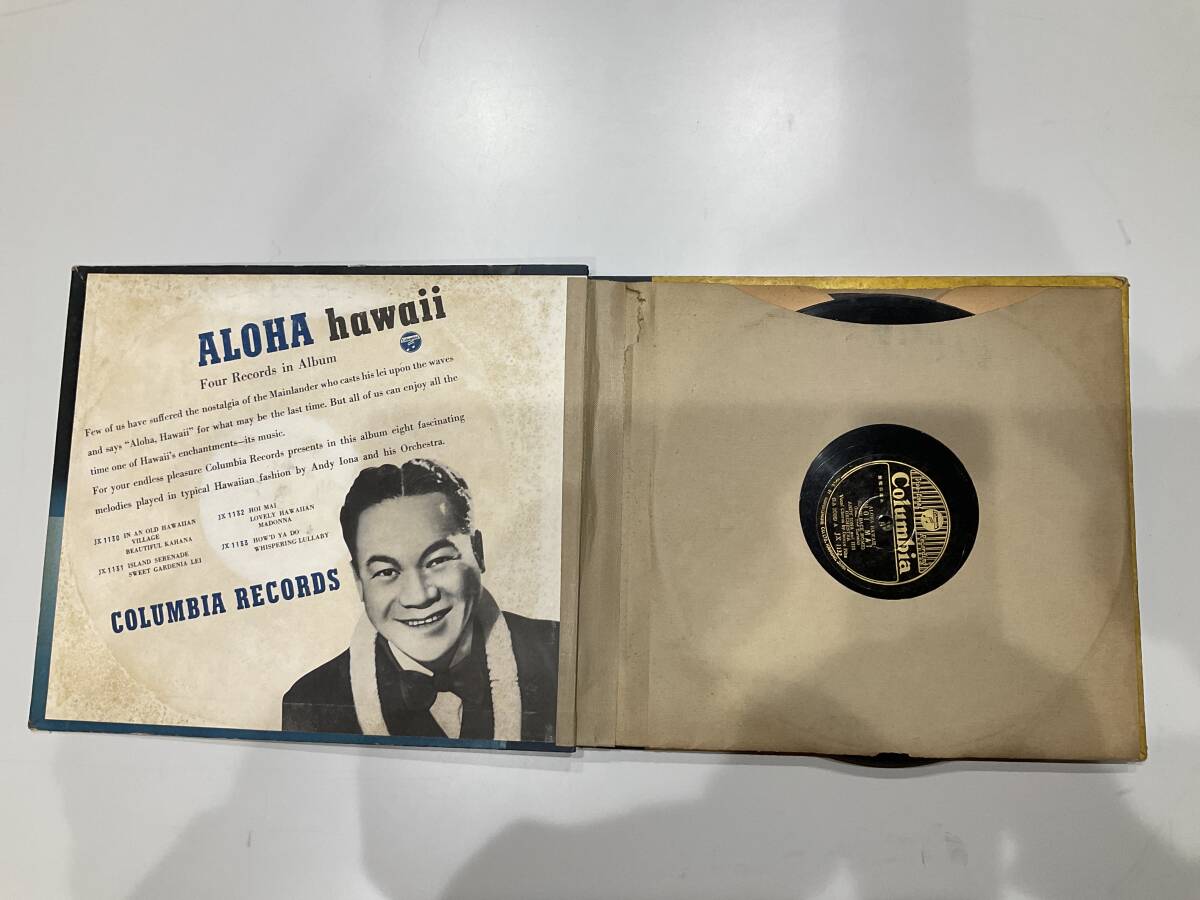 ALOHA hawaii
Four Records in Album
Few of us have suffered the nostalgia of the Mainlander who casts his lei upon the waves
and says "Aloha, Hawaii" for what may be the last time. But all of us can enjoy all the
time one of Hawaii's enchantments—its music.
For your endless pleasure Columbia Records presents in this album eight fascinating
melodies played in typical Hawaiian fashion by Andy Iona and his Orchestra.
JX 1130 IN AN OLD HAWAIIAN
VILLAGE
BEAUTIFUL KAHANA
JX 1131 ISLAND SERENADE
SWEET GARDENIA LEI
JX 1132 HOI MAI
LOVELY HAWAIIAN
MADONNA
JX 1133 HOW'D YA DO
WHISPERING LULLABY
COLUMBIA RECORDS
Columbia
HOI MAI